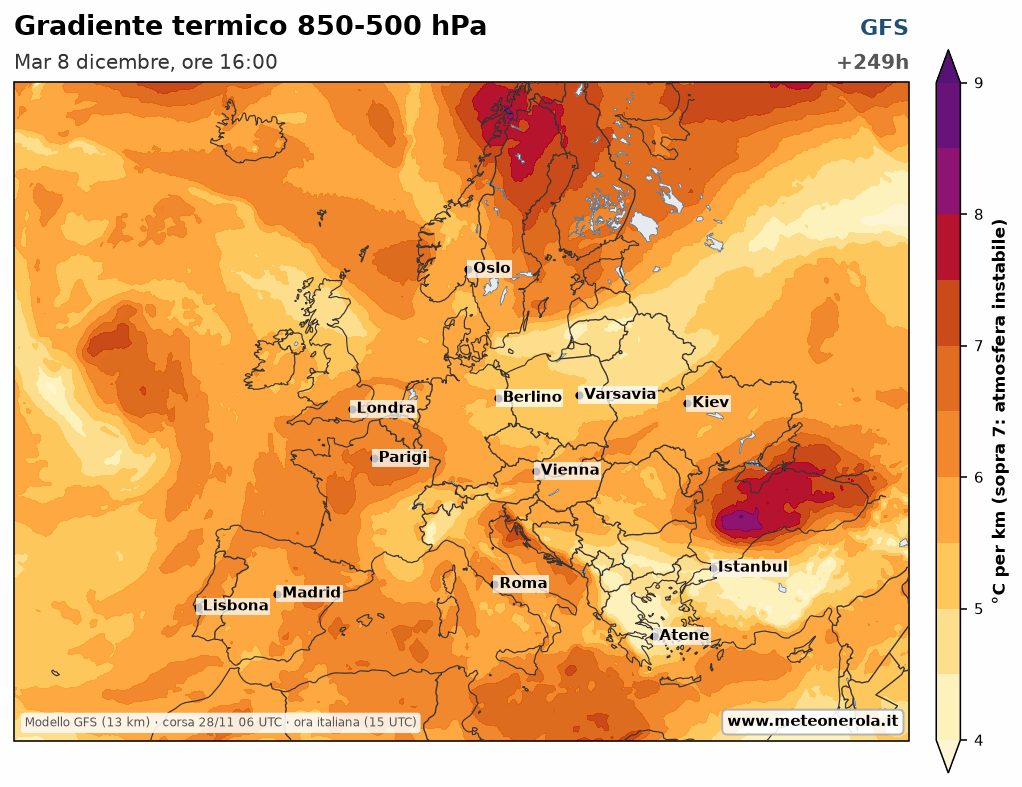 Gradiente termico 850-500 hPa
GFS
Mar 8 dicembre, ore 16:00
+249h
Oslo
Berlino
Varsavia
Kiev
Londra
Parigi
Vienna
Istanbul
Roma
Madrid
Lisbona
Atene
Modello GFS (13 km) · corsa 28/11 06 UTC · ora italiana (15 UTC)
www.meteonerola.it
9
8
7
6
5
4
°C per km (sopra 7: atmosfera instabile)